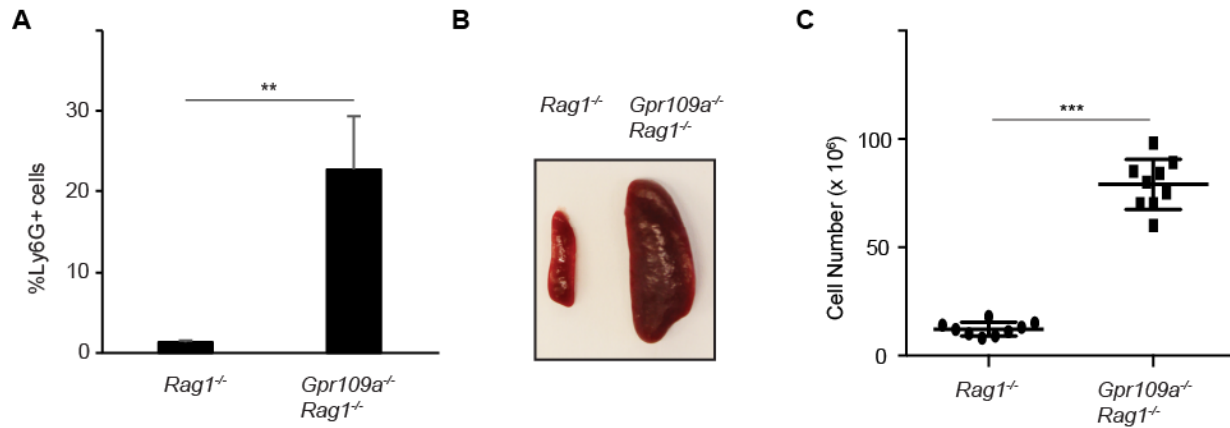 A
%Ly6G+ cells
30
20
10
0
**
Rag1-/-
Gpr109a-/-
Rag1-/-
B
Rag1-/-
Gpr109a-/-
Rag1-/-
C
Cell Number (x 10⁶)
100
50
0
***
Rag1-/-
Gpr109a-/-
Rag1-/-